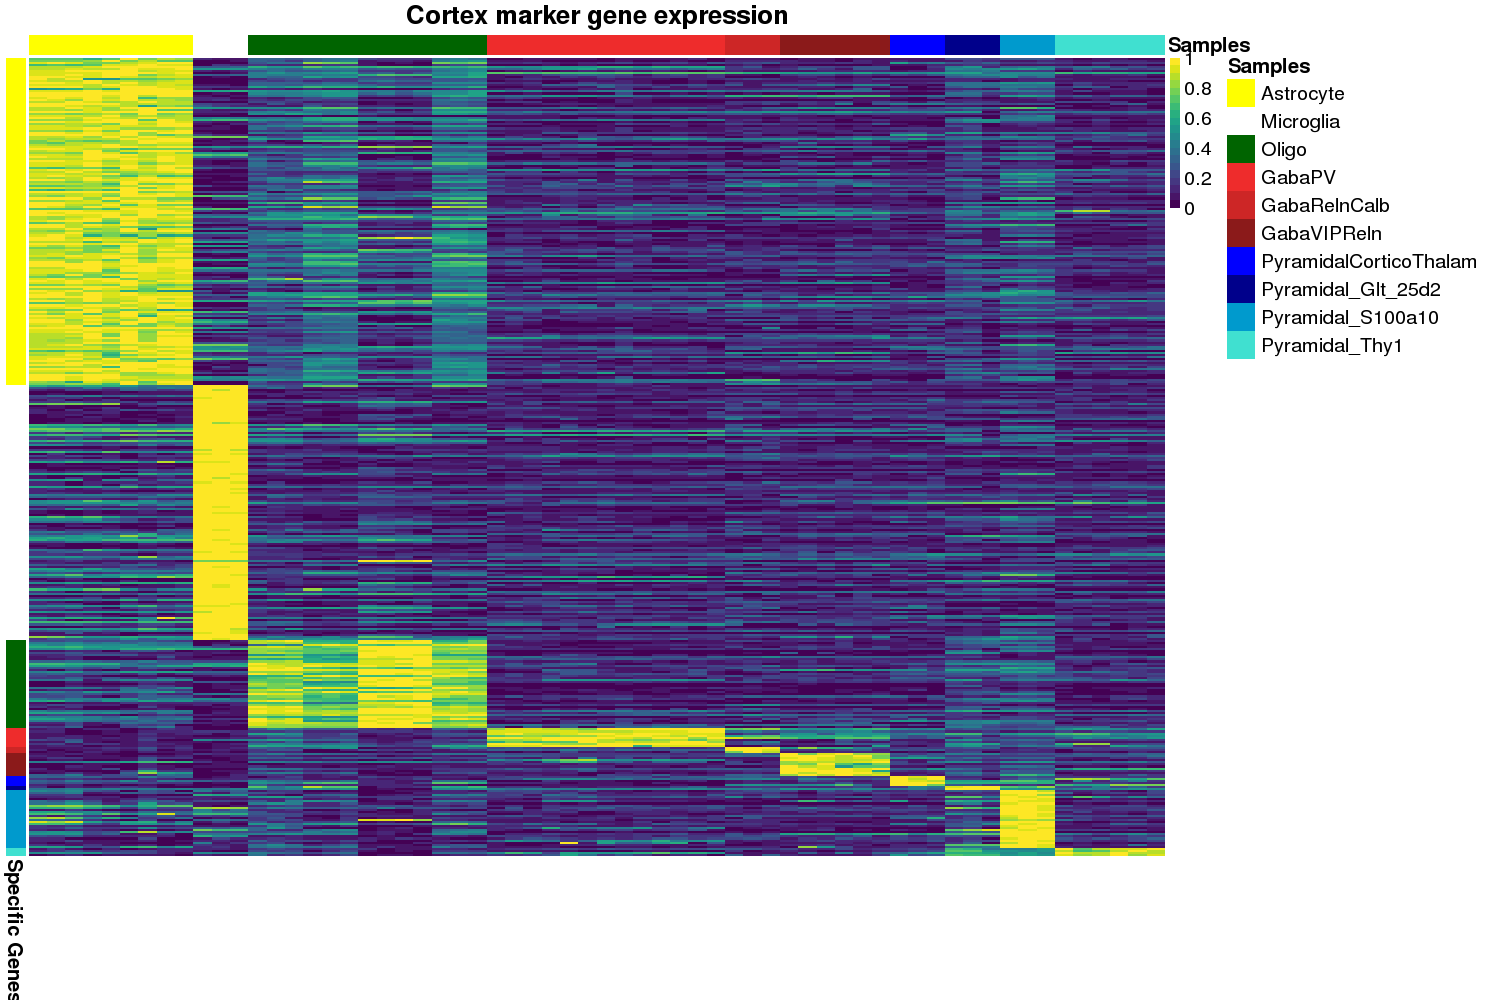 Cortex marker gene expression
Samples
1
0.8
0.6
0.4
0.2
0
Samples
Astrocyte
Microglia
Oligo
GabaPV
GabaRelnCalb
GabaVIPReln
PyramidalCorticoThalam
Pyramidal_Glt_25d2
Pyramidal_S100a10
Pyramidal_Thy1
Specific Genes